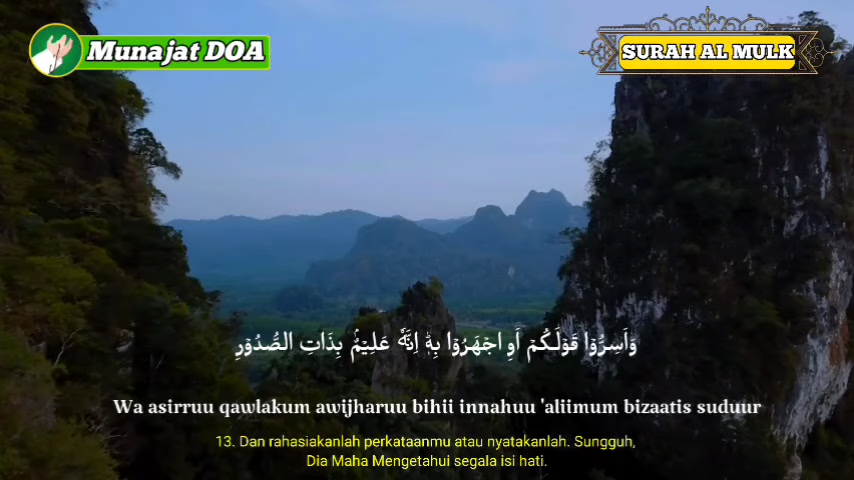 Munajat DOA
SURAH AL MULK
وَاَسِرُّوْا قَوْلَكُمْ اَوِ اجْهَرُوْا بِهٖۗ اِنَّهٗ عَلِيْمٌۢ بِذَاتِ الصُّدُوْرِ
Wa asirruu qawlakum awijharuu bihii innahuu 'aliimum bizaatis suduur
13. Dan rahasiakanlah perkataanmu atau nyatakanlah. Sungguh,
Dia Maha Mengetahui segala isi hati.